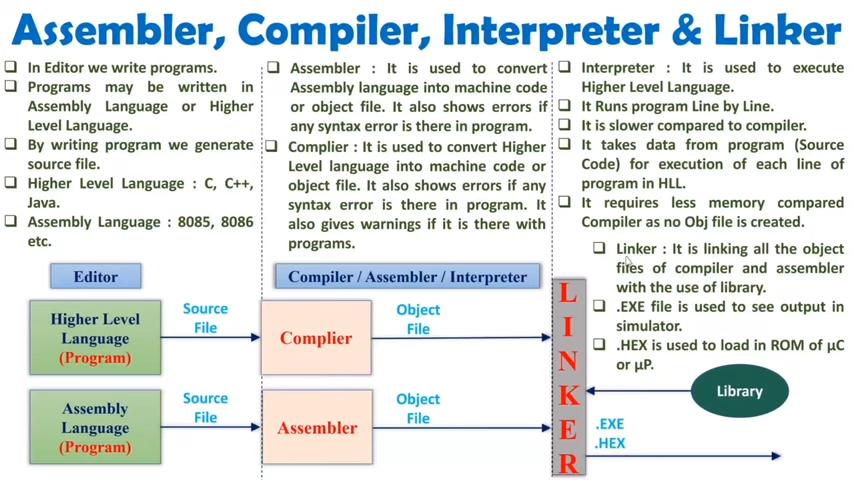 Assembler, Compiler, Interpreter & Linker
❑ In Editor we write programs.
❑ Programs may be written in
Assembly Language or Higher
Level Language.
❑ By writing program we generate
source file.
❑ Higher Level Language : C, C++,
Java.
❑ Assembly Language : 8085, 8086
etc.
❑ Assembler : It is used to convert
Assembly language into machine code
or object file. It also shows errors if
any syntax error is there in program.
❑ Complier : It is used to convert Higher
Level language into machine code or
object file. It also shows errors if any
syntax error is there in program. It
also gives warnings if it is there with
programs.
❑ Interpreter : It is used to execute
Higher Level Language.
❑ It Runs program Line by Line.
❑ It is slower compared to compiler.
❑ It takes data from program (Source
Code) for execution of each line of
program in HLL.
❑ It requires less memory compared
Compiler as no Obj file is created.
❑ Linker : It is linking all the object
files of compiler and assembler
with the use of library.
❑ .EXE file is used to see output in
simulator.
❑ .HEX is used to load in ROM of µC
or µP.
Editor
Compiler / Assembler / Interpreter
Higher Level
Language
(Program)
Source
File
Complier
Object
File
Assembly
Language
(Program)
Source
File
Assembler
Object
File
LINKER
Library
.EXE
.HEX